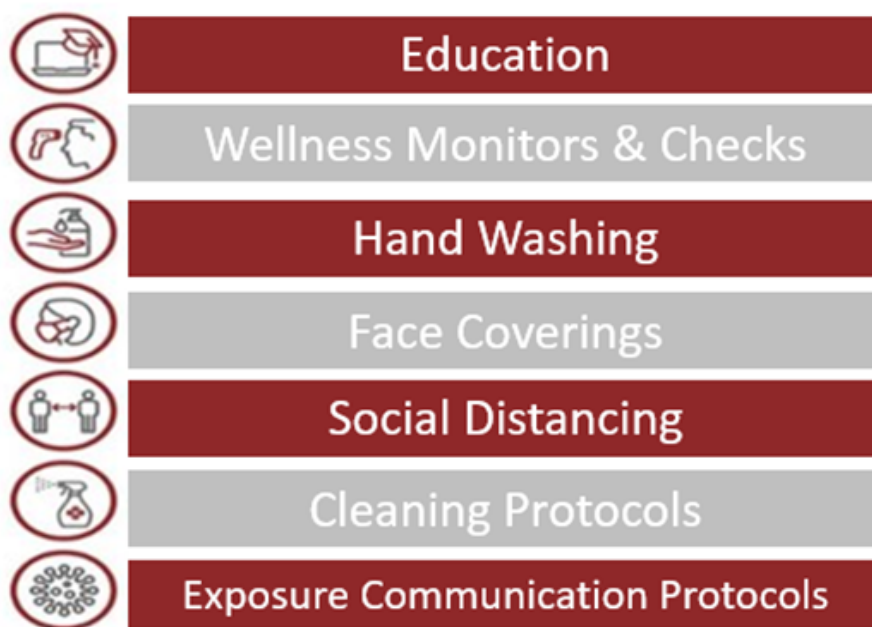 Education
Wellness Monitors & Checks
Hand Washing
Face Coverings
Social Distancing
Cleaning Protocols
Exposure Communication Protocols